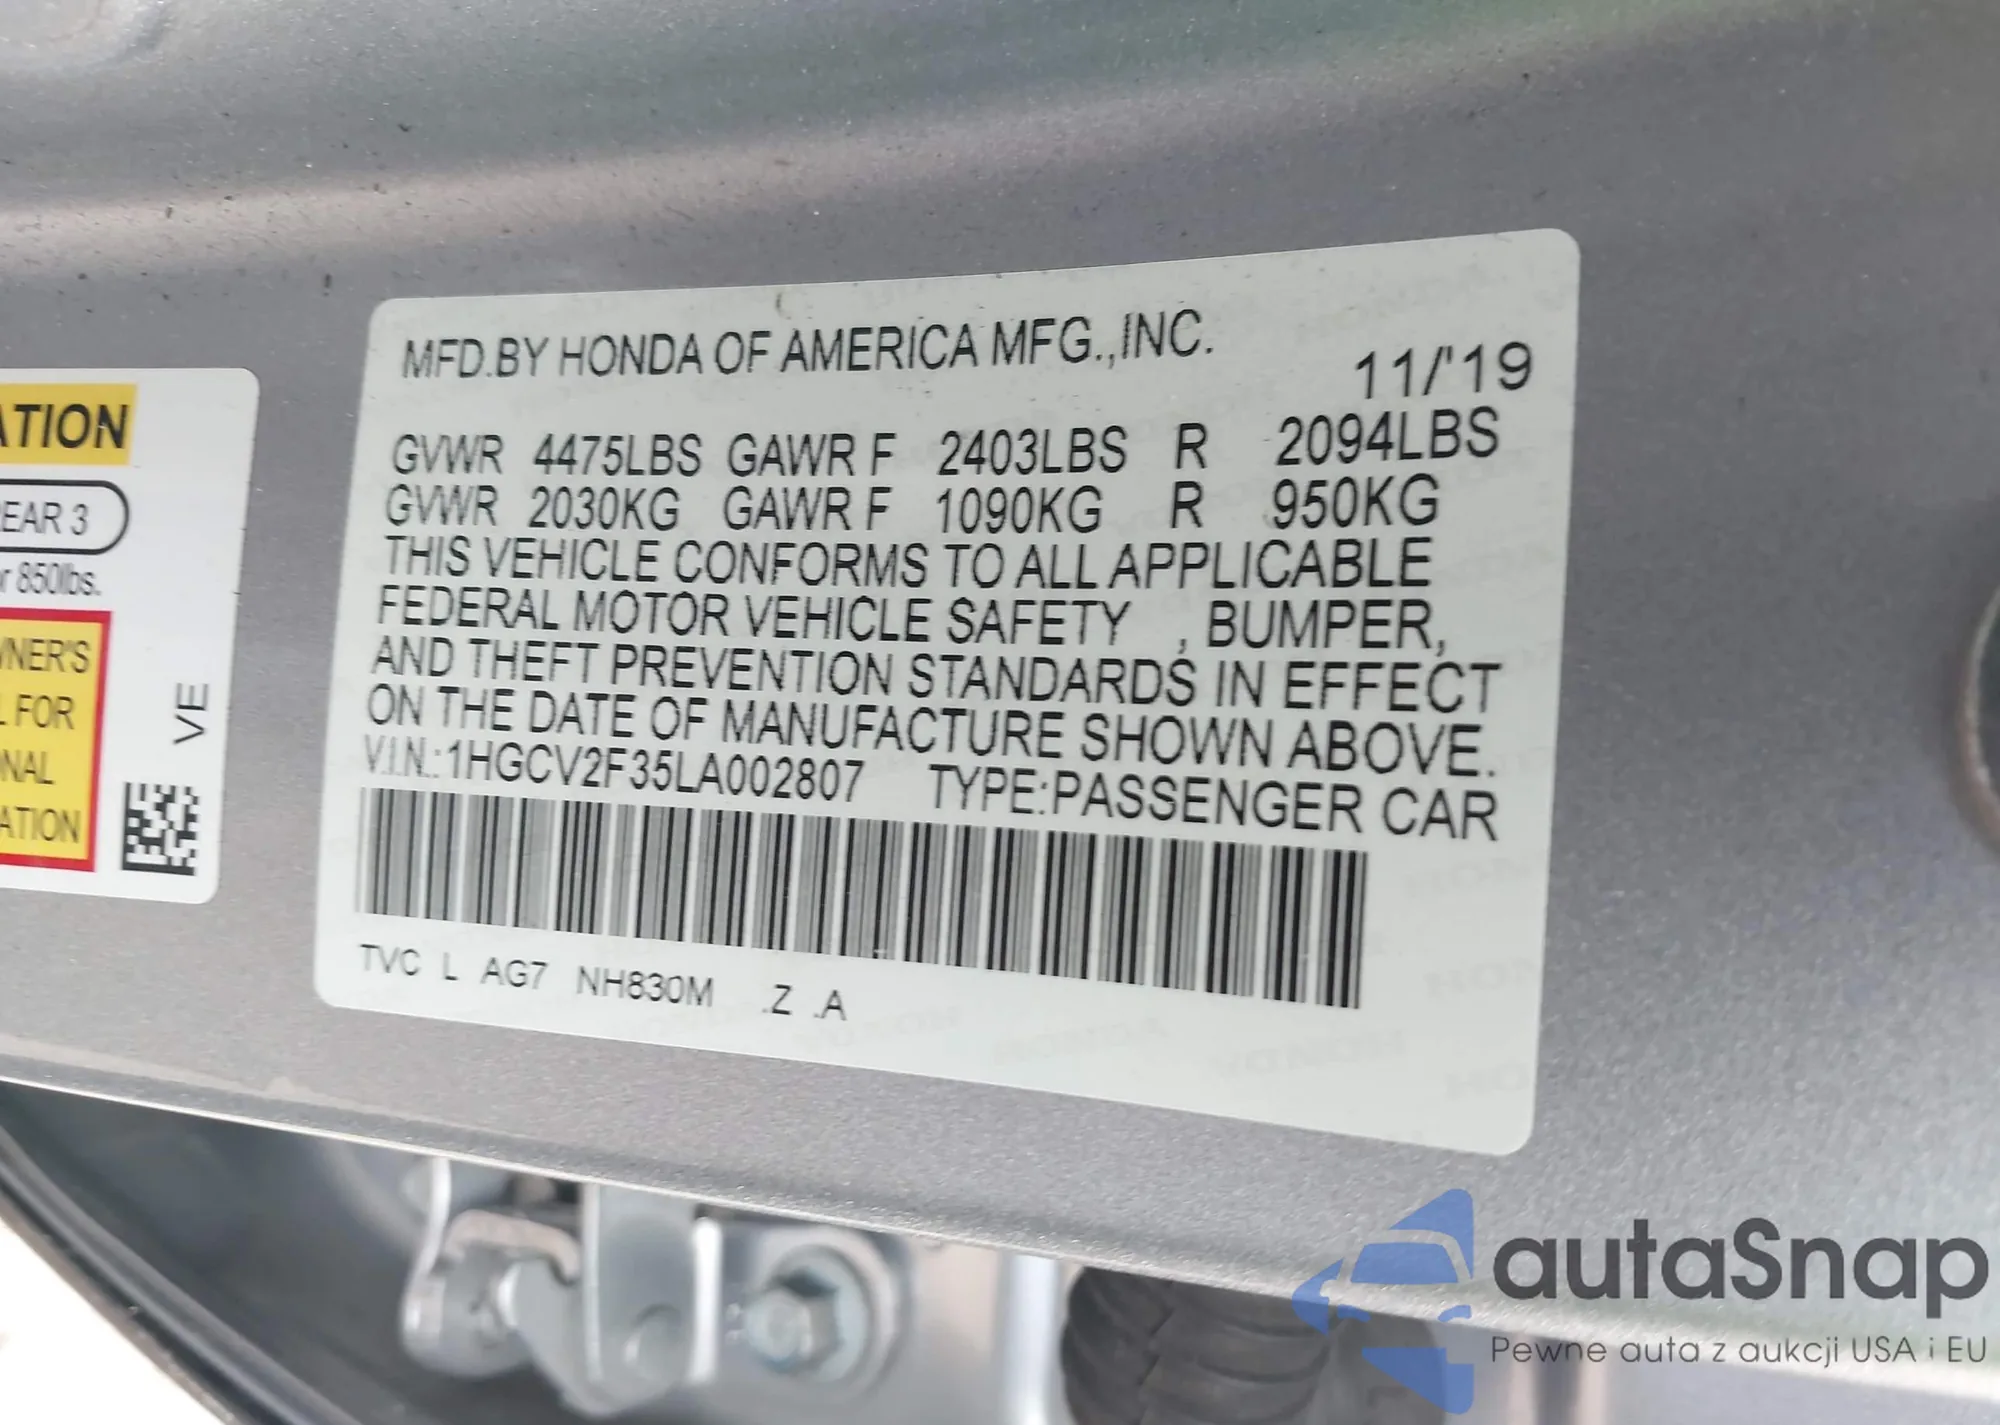 ATION
EAR 3
r 850lbs.
NER'S
L FOR
NAL
ATION
VE
MFD.BY HONDA OF AMERICA MFG.,INC.
11/'19
GVWR 4475LBS GAWR F 2403LBS R 2094LBS
GVWR 2030KG GAWR F 1090KG R 950KG
THIS VEHICLE CONFORMS TO ALL APPLICABLE
FEDERAL MOTOR VEHICLE SAFETY , BUMPER,
AND THEFT PREVENTION STANDARDS IN EFFECT
ON THE DATE OF MANUFACTURE SHOWN ABOVE.
V.I.N.:1HGCV2F35LA002807 TYPE:PASSENGER CAR
TVC L AG7 NH830M .Z .A
autaSnap
Pewne auta z aukcji USA i EU